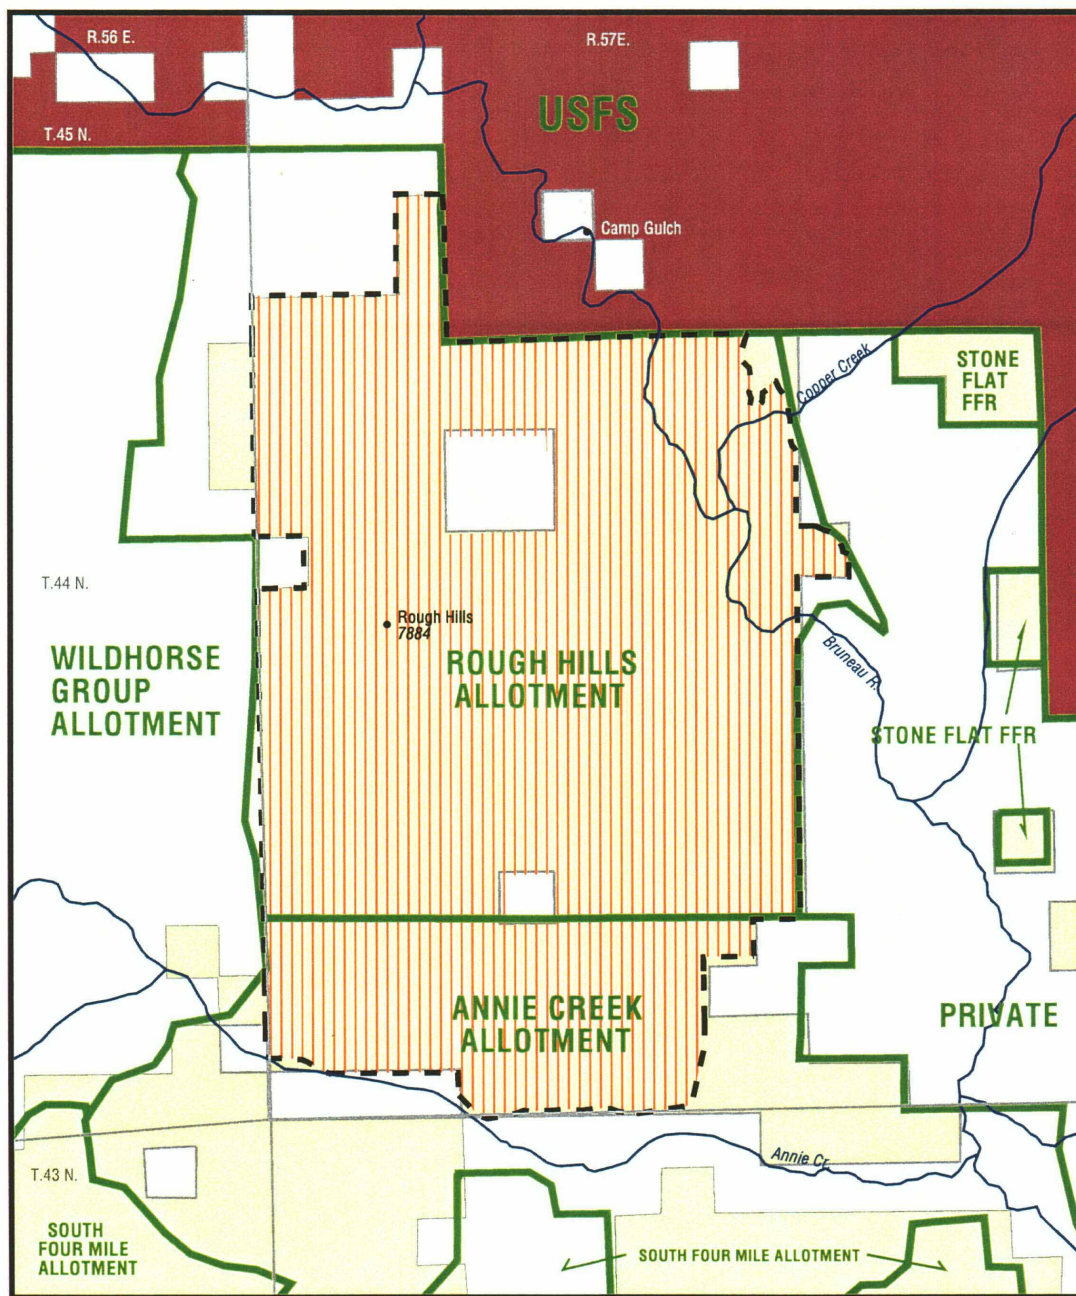 R.56 E.
R.57E.
USFS
T.45 N.
Camp Gulch
Copper Creek
STONE
FLAT
FFR
T.44 N.
Rough Hills
7884
WILDHORSE
GROUP
ALLOTMENT
ROUGH HILLS
ALLOTMENT
Bruneau R.
STONE FLAT FFR
ANNIE CREEK
ALLOTMENT
PRIVATE
Annie Cr.
T.43 N.
SOUTH
FOUR MILE
ALLOTMENT
SOUTH FOUR MILE ALLOTMENT